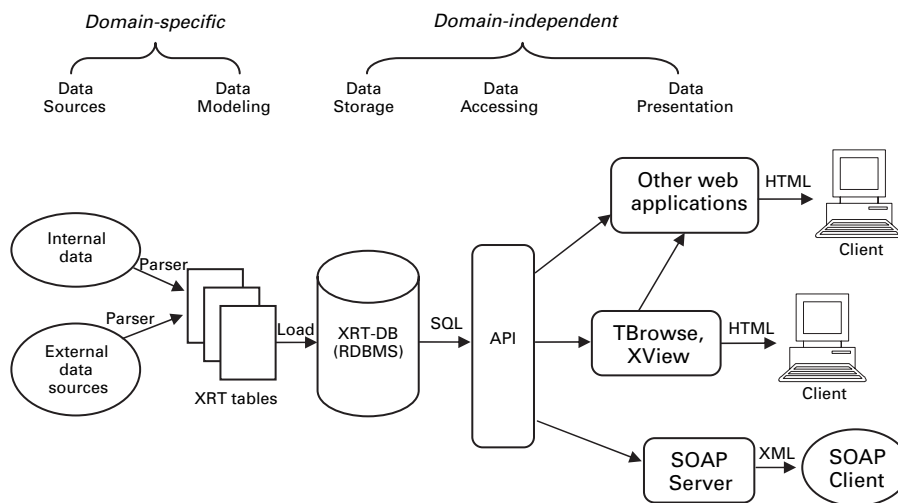 Domain-specific
Domain-independent
Data
Sources
Data
Modeling
Data
Storage
Data
Accessing
Data
Presentation
Other web
applications
HTML
Client
Internal
data
Parser
Parser
External
data
sources
XRT tables
Load
XRT-DB
(RDBMS)
SQL
API
TBrowse,
XView
HTML
Client
SOAP
Server
XML
SOAP
Client